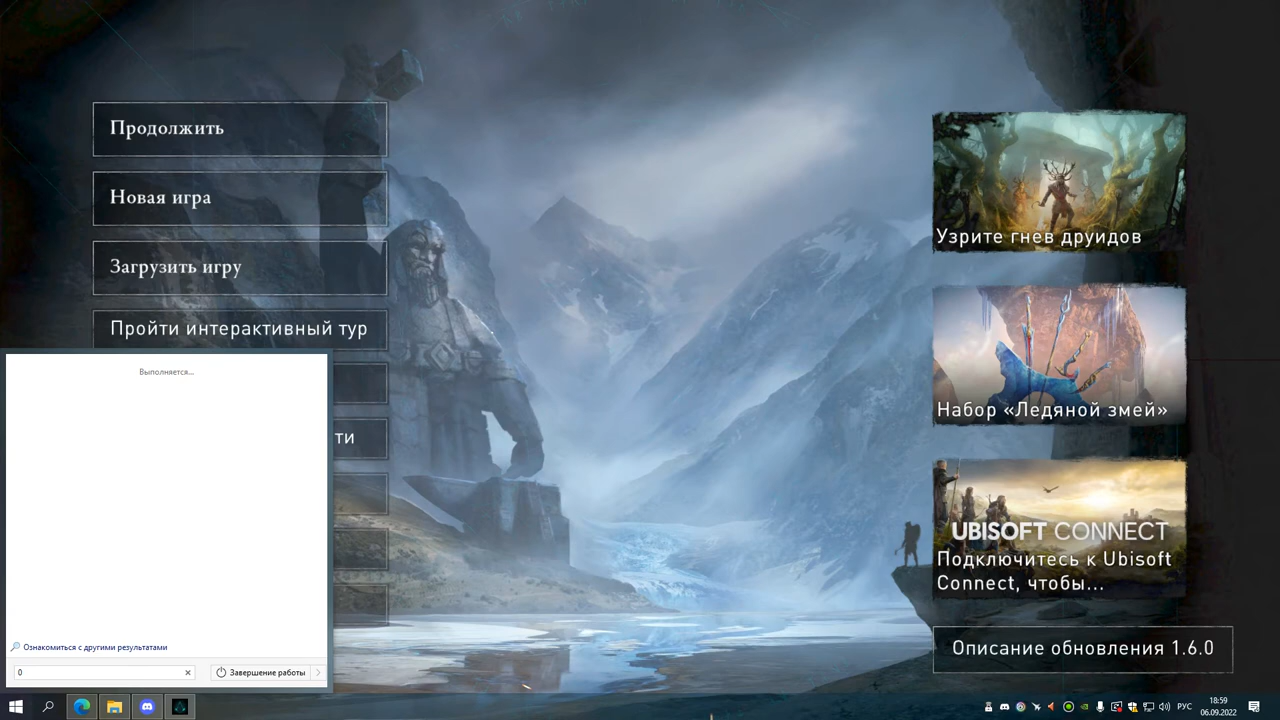 Продолжить
Новая игра
Загрузить игру
Пройти интерактивный тур
ти
Выполняется...
Ознакомиться с другими результатами
0
Завершение работы
Узрите гнев друидов
Набор «Ледяной змей»
UBISOFT CONNECT
Подключитесь к Ubisoft
Connect, чтобы...
Описание обновления 1.6.0
РУС
18:59
06.09.2022